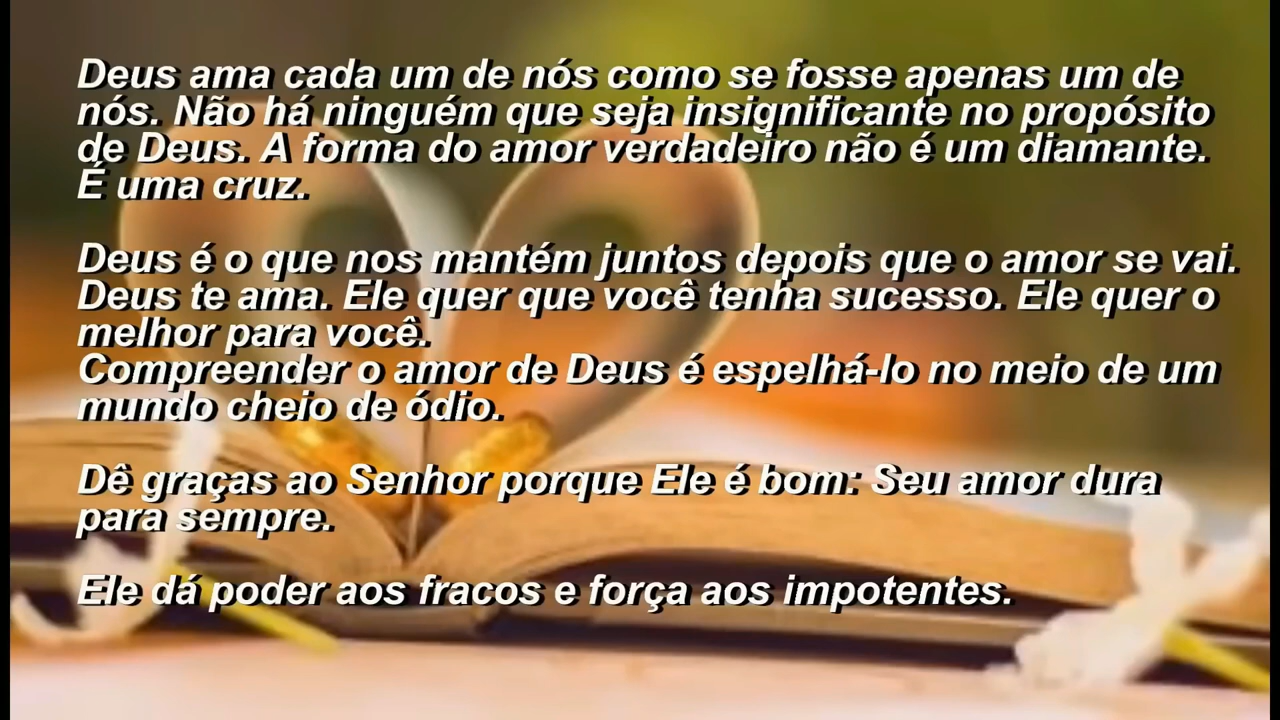 Deus ama cada um de nós como se fosse apenas um de
nós. Não há ninguém que seja insignificante no propósito
de Deus. A forma do amor verdadeiro não é um diamante.
É uma cruz.
Deus é o que nos mantém juntos depois que o amor se vai.
Deus te ama. Ele quer que você tenha sucesso. Ele quer o
melhor para você.
Compreender o amor de Deus é espelhá-lo no meio de um
mundo cheio de ódio.
Dê graças ao Senhor porque Ele é bom: Seu amor dura
para sempre.
Ele dá poder aos fracos e força aos impotentes.